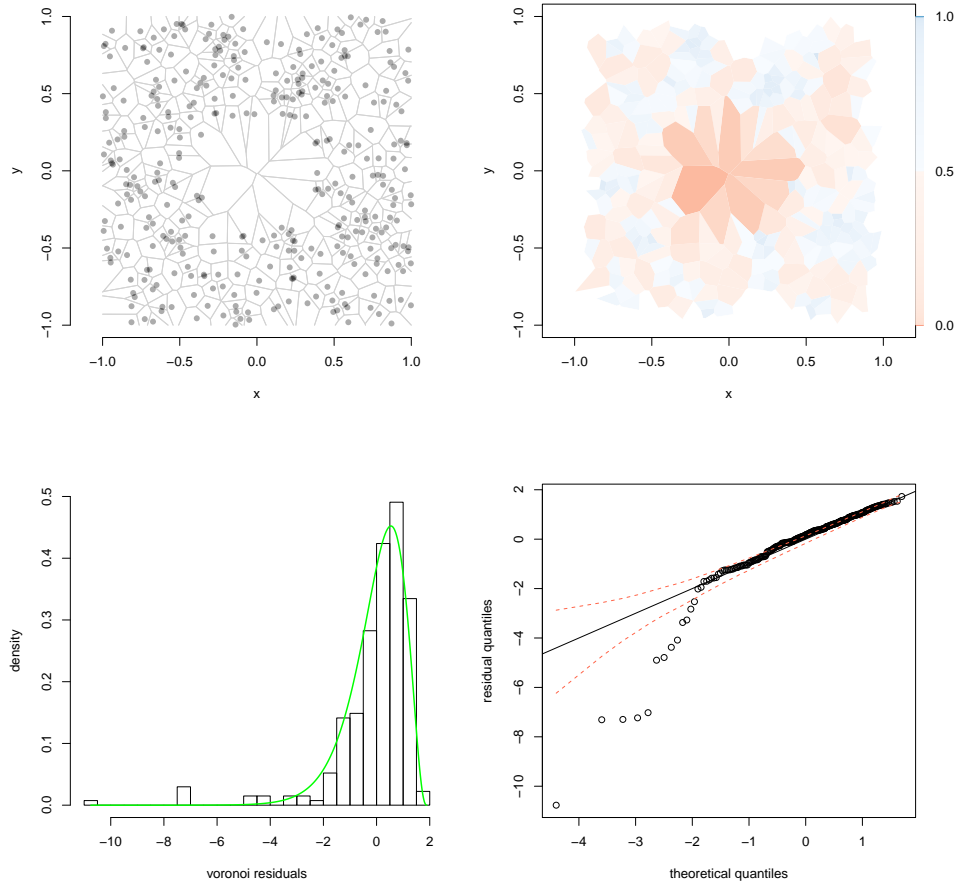 −1.0 −0.5 0.0 0.5 1.0
y
−1.0 −0.5 0.0 0.5 1.0
x
−1.0 −0.5 0.0 0.5 1.0
y
−1.0 −0.5 0.0 0.5 1.0
x
1.0
0.5
0.0
0.0 0.1 0.2 0.3 0.4 0.5
density
−10 −8 −6 −4 −2 0 2
voronoi residuals
−10 −8 −6 −4 −2 0 2
residual quantiles
−4 −3 −2 −1 0 1
theoretical quantiles